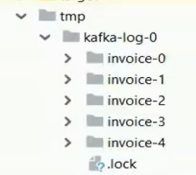 tmp
kafka-log-0
invoice-0
invoice-1
invoice-2
invoice-3
invoice-4
.lock